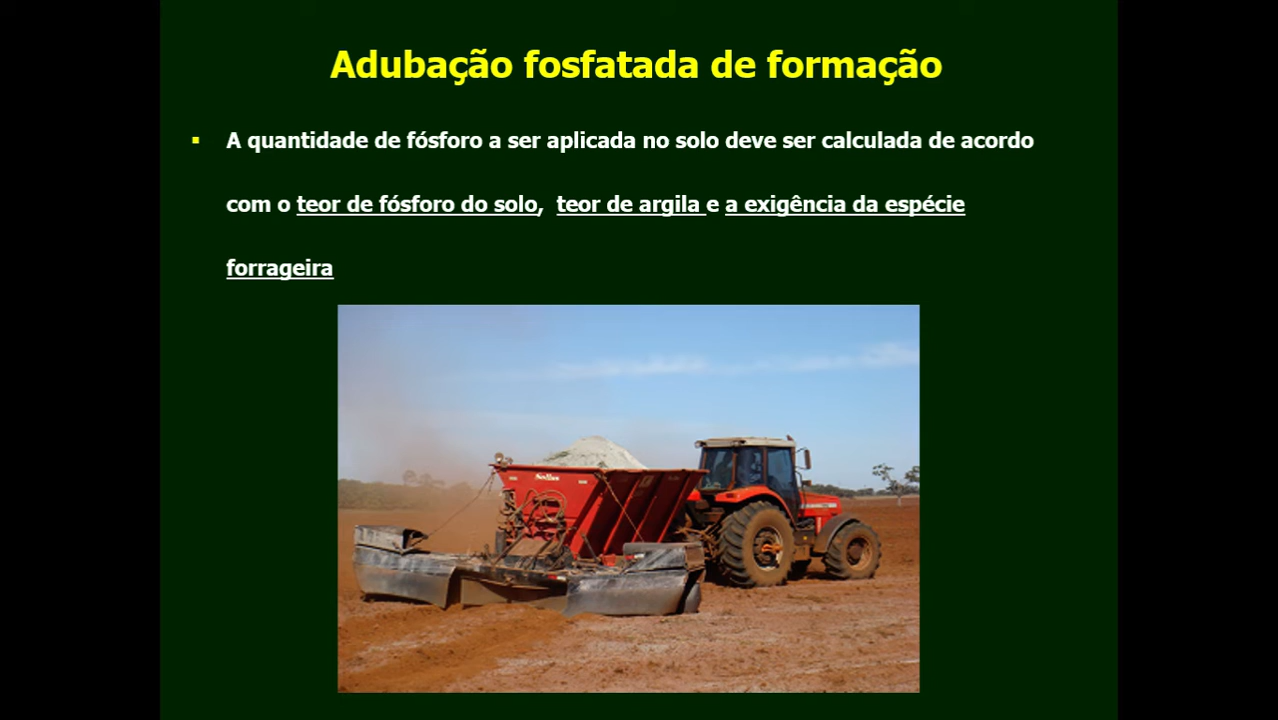 Adubação fosfatada de formação
▪ A quantidade de fósforo a ser aplicada no solo deve ser calculada de acordo
com o teor de fósforo do solo, teor de argila e a exigência da espécie
forrageira